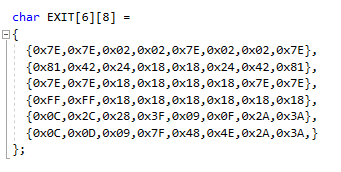 char EXIT[6][8] =
{
{0x7E,0x7E,0x02,0x02,0x7E,0x02,0x02,0x7E},
{0x81,0x42,0x24,0x18,0x18,0x24,0x42,0x81},
{0x7E,0x7E,0x18,0x18,0x18,0x18,0x7E,0x7E},
{0xFF,0xFF,0x18,0x18,0x18,0x18,0x18,0x18},
{0x0C,0x2C,0x28,0x3F,0x09,0x0F,0x2A,0x3A},
{0x0C,0x0D,0x09,0x7F,0x48,0x4E,0x2A,0x3A,}
};